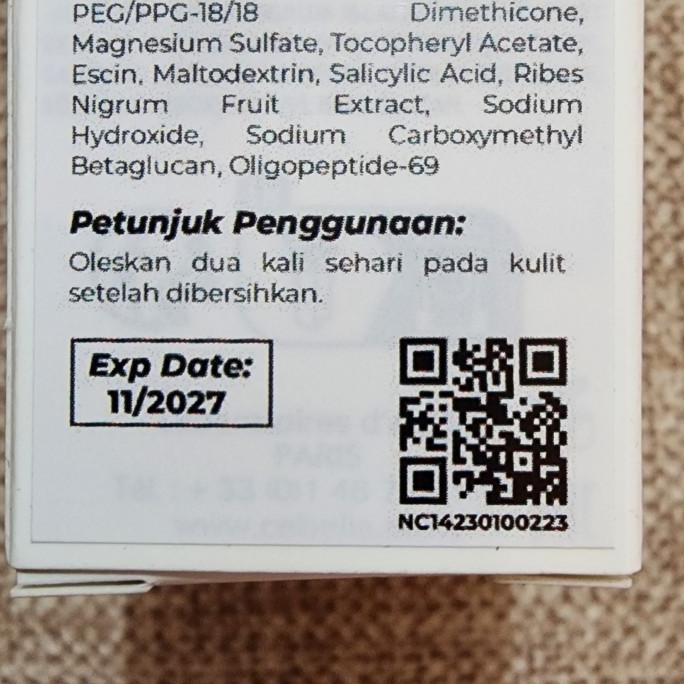 PEG/PPG-18/18 Dimethicone,
Magnesium Sulfate, Tocopheryl Acetate,
Escin, Maltodextrin, Salicylic Acid, Ribes
Nigrum Fruit Extract, Sodium
Hydroxide, Sodium Carboxymethyl
Betaglucan, Oligopeptide-69
Petunjuk Penggunaan:
Oleskan dua kali sehari pada kulit
setelah dibersihkan.
Exp Date:
11/2027
NC14230100223
PARIS